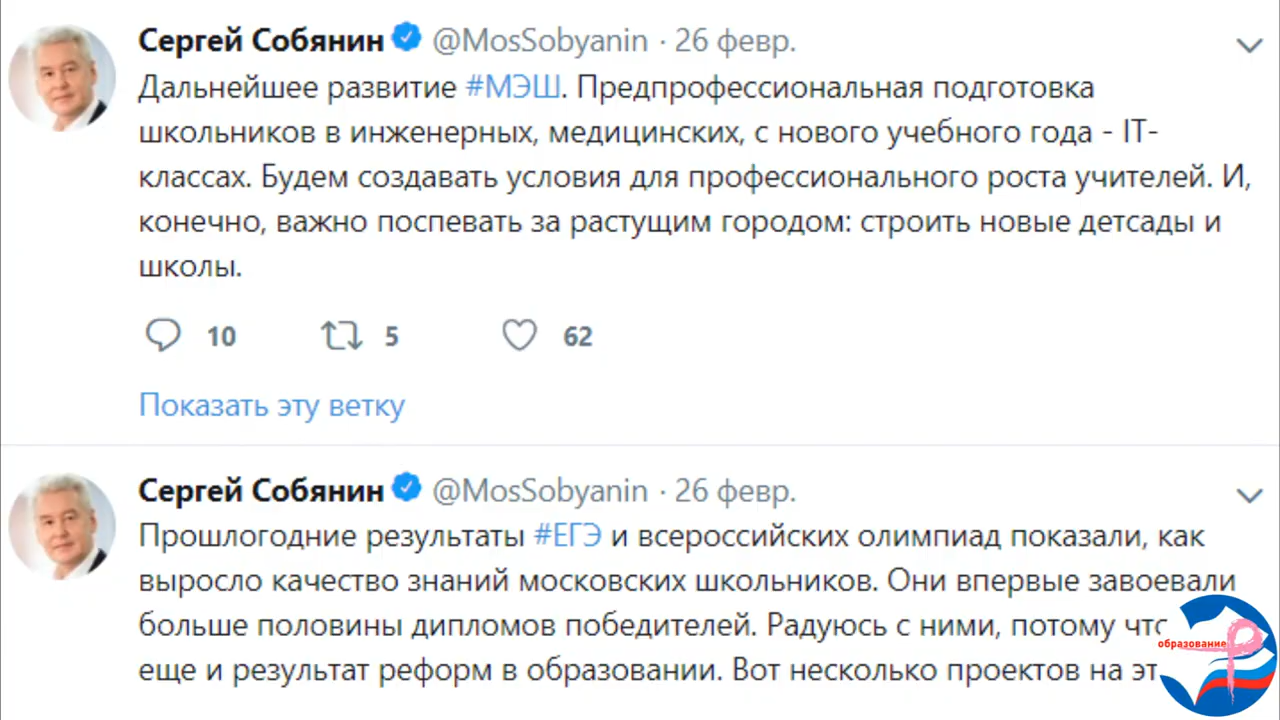 Сергей Собянин @MosSobyanin · 26 февр.
Дальнейшее развитие #МЭШ. Предпрофессиональная подготовка
школьников в инженерных, медицинских, с нового учебного года - IT-
классах. Будем создавать условия для профессионального роста учителей. И,
конечно, важно поспевать за растущим городом: строить новые детсады и
школы.
10 5 62
Показать эту ветку
Сергей Собянин @MosSobyanin · 26 февр.
Прошлогодние результаты #ЕГЭ и всероссийских олимпиад показали, как
выросло качество знаний московских школьников. Они впервые завоевали
больше половины дипломов победителей. Радуюсь с ними, потому что
еще и результат реформ в образовании. Вот несколько проектов на
образование